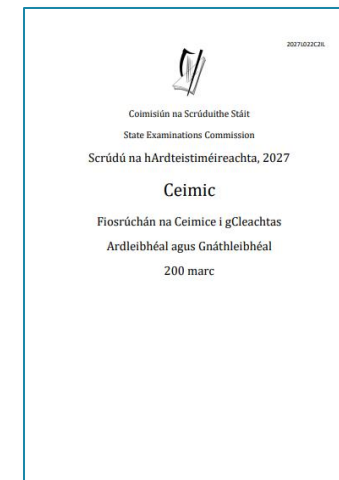 2027L022C2IL
Coimisiún na Scrúduithe Stáit
State Examinations Commission
Scrúdú na hArdteistiméireachta, 2027
Ceimic
Fiosrúchán na Ceimice i gCleachtas
Ardleibhéal agus Gnáthleibhéal
200 marc